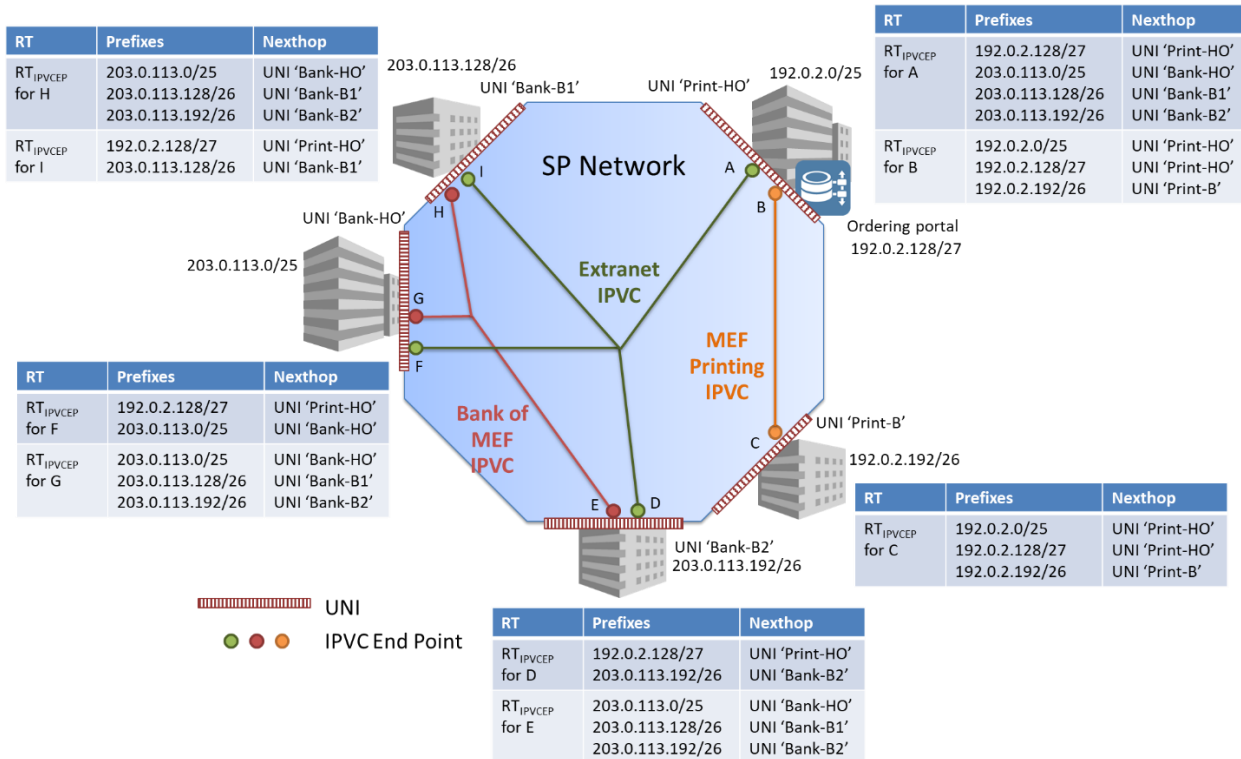 RT Prefixes Nexthop
RT_IPVCEP for H 203.0.113.0/25 UNI ‘Bank-HO’
203.0.113.128/26 UNI ‘Bank-B1’
203.0.113.192/26 UNI ‘Bank-B2’
RT_IPVCEP for I 192.0.2.128/27 UNI ‘Print-HO’
203.0.113.128/26 UNI ‘Bank-B1’
203.0.113.128/26
UNI ‘Bank-B1’
UNI ‘Print-HO’
192.0.2.0/25
RT Prefixes Nexthop
RT_IPVCEP for A 192.0.2.128/27 UNI ‘Print-HO’
203.0.113.0/25 UNI ‘Bank-HO’
203.0.113.128/26 UNI ‘Bank-B1’
203.0.113.192/26 UNI ‘Bank-B2’
RT_IPVCEP for B 192.0.2.0/25 UNI ‘Print-HO’
192.0.2.128/27 UNI ‘Print-HO’
192.0.2.192/26 UNI ‘Print-B’
SP Network
I
H
A
B
Ordering portal
192.0.2.128/27
UNI ‘Bank-HO’
203.0.113.0/25
G
F
Extranet
IPVC
MEF
Printing
IPVC
Bank of
MEF
IPVC
RT Prefixes Nexthop
RT_IPVCEP for F 192.0.2.128/27 UNI ‘Print-HO’
203.0.113.0/25 UNI ‘Bank-HO’
RT_IPVCEP for G 203.0.113.0/25 UNI ‘Bank-HO’
203.0.113.128/26 UNI ‘Bank-B1’
203.0.113.192/26 UNI ‘Bank-B2’
UNI ‘Print-B’
C
192.0.2.192/26
RT Prefixes Nexthop
RT_IPVCEP for C 192.0.2.0/25 UNI ‘Print-HO’
192.0.2.128/27 UNI ‘Print-HO’
192.0.2.192/26 UNI ‘Print-B’
E
D
UNI ‘Bank-B2’
203.0.113.192/26
UNI
IPVC End Point
RT Prefixes Nexthop
RT_IPVCEP for D 192.0.2.128/27 UNI ‘Print-HO’
203.0.113.192/26 UNI ‘Bank-B2’
RT_IPVCEP for E 203.0.113.0/25 UNI ‘Bank-HO’
203.0.113.128/26 UNI ‘Bank-B1’
203.0.113.192/26 UNI ‘Bank-B2’